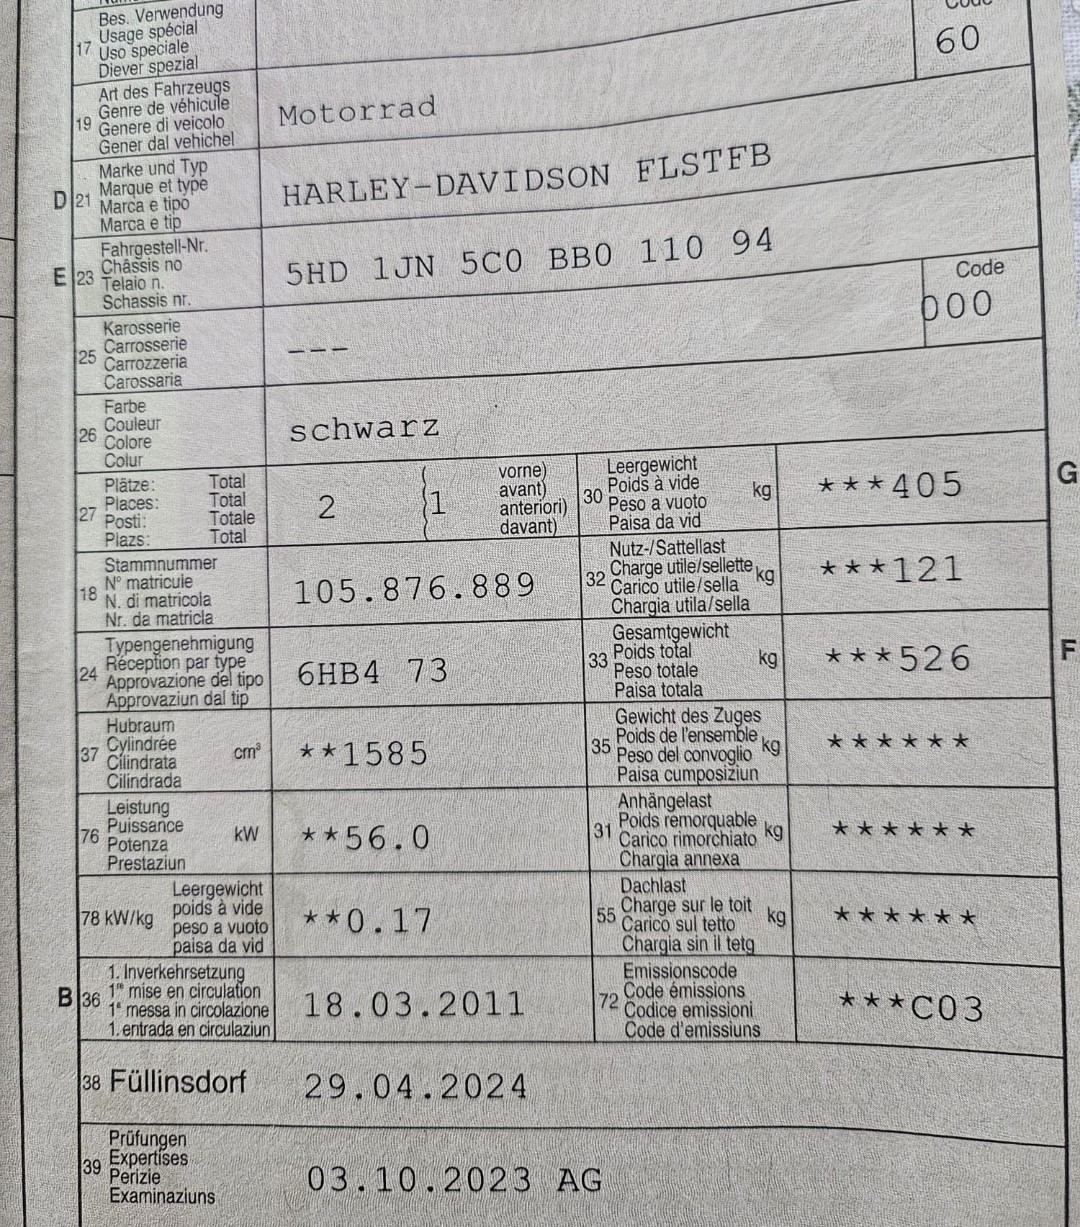 Bes. Verwendung
17 Usage spécial
Uso speciale
Diever spezial
60
Art des Fahrzeugs
Genre de véhicule
19 Genere di veicolo
Gener dal vehichel
Motorrad
Marke und Typ
D 21 Marque et type
Marca e tipo
Marca e tip
HARLEY-DAVIDSON FLSTFB
Fahrgestell-Nr.
E 23 Châssis no
Telaio n.
Schassis nr.
5HD 1JN 5C0 BB0 110 94
Karosserie
25 Carrosserie
Carrozzeria
Carossaria
---
Code
000
Farbe
26 Couleur
Colore
Colur
schwarz
Plätze: Total
27 Places: Total
Posti: Totale
Plazs: Total
2 (1
vorne)
avant)
anteriori)
davant)
Leergewicht
30 Poids à vide kg
Peso a vuoto
Paisa da vid
***405
G
Stammnummer
18 N° matricule
N. di matricola
Nr. da matricla
105.876.889
Nutz-/Sattellast
32 Charge utile/sellette kg
Carico utile/sella
Chargia utila/sella
***121
Typengenehmigung
24 Réception par type
Approvazione del tipo
Approvaziun dal tip
6HB4 73
Gesamtgewicht
33 Poids total kg
Peso totale
Paisa totala
***526
F
Hubraum
37 Cylindrée cm³
Cilindrata
Cilindrada
**1585
Gewicht des Zuges
35 Poids de l'ensemble kg
Peso del convoglio
Paisa cumposiziun
******
Leistung
76 Puissance kW
Potenza
Prestaziun
**56.0
Anhängelast
31 Poids remorquable kg
Carico rimorchiato
Chargia annexa
******
Leergewicht
78 kW/kg poids à vide
peso a vuoto
paisa da vid
**0.17
Dachlast
55 Charge sur le toit kg
Carico sul tetto
Chargia sin il tetg
******
1. Inverkehrsetzung
B 36 1re mise en circulation
1a messa in circolazione
1. entrada en circulaziun
18.03.2011
Emissionscode
72 Code émissions
Codice emissioni
Code d'emissiuns
***C03
38 Füllinsdorf 29.04.2024
Prüfungen
39 Expertises
Perizie
Examinaziuns
03.10.2023 AG